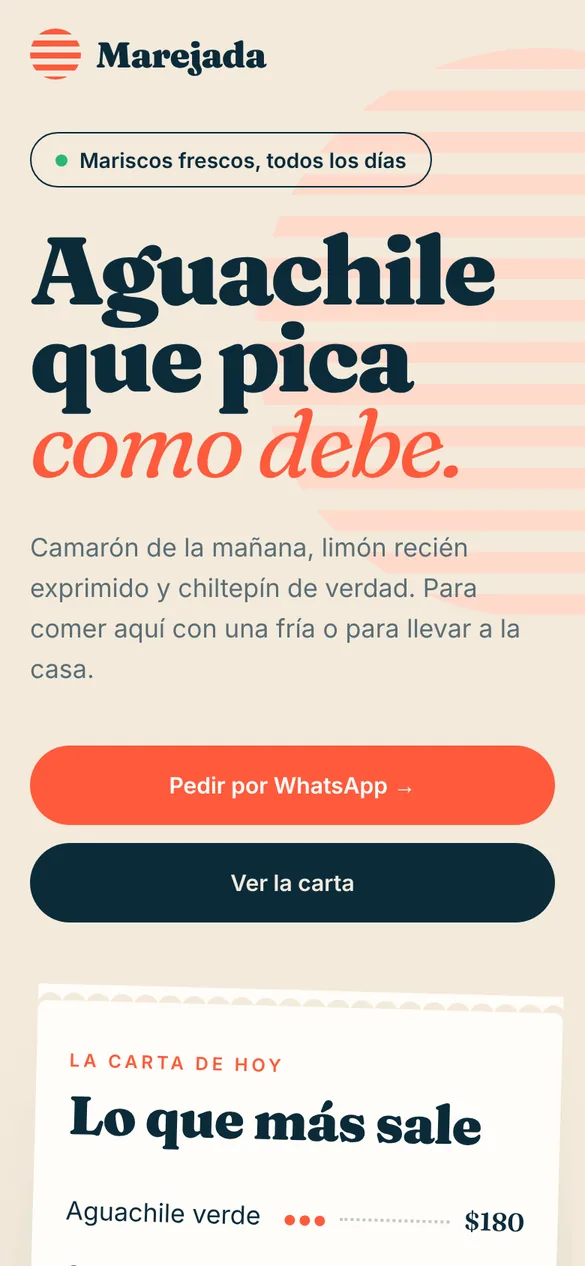 Marejada
Mariscos frescos, todos los días
Aguachile
que pica
como debe.
Camarón de la mañana, limón recién
exprimido y chiltepín de verdad. Para
comer aquí con una fría o para llevar a la
casa.
Pedir por WhatsApp →
Ver la carta
LA CARTA DE HOY
Lo que más sale
Aguachile verde $180